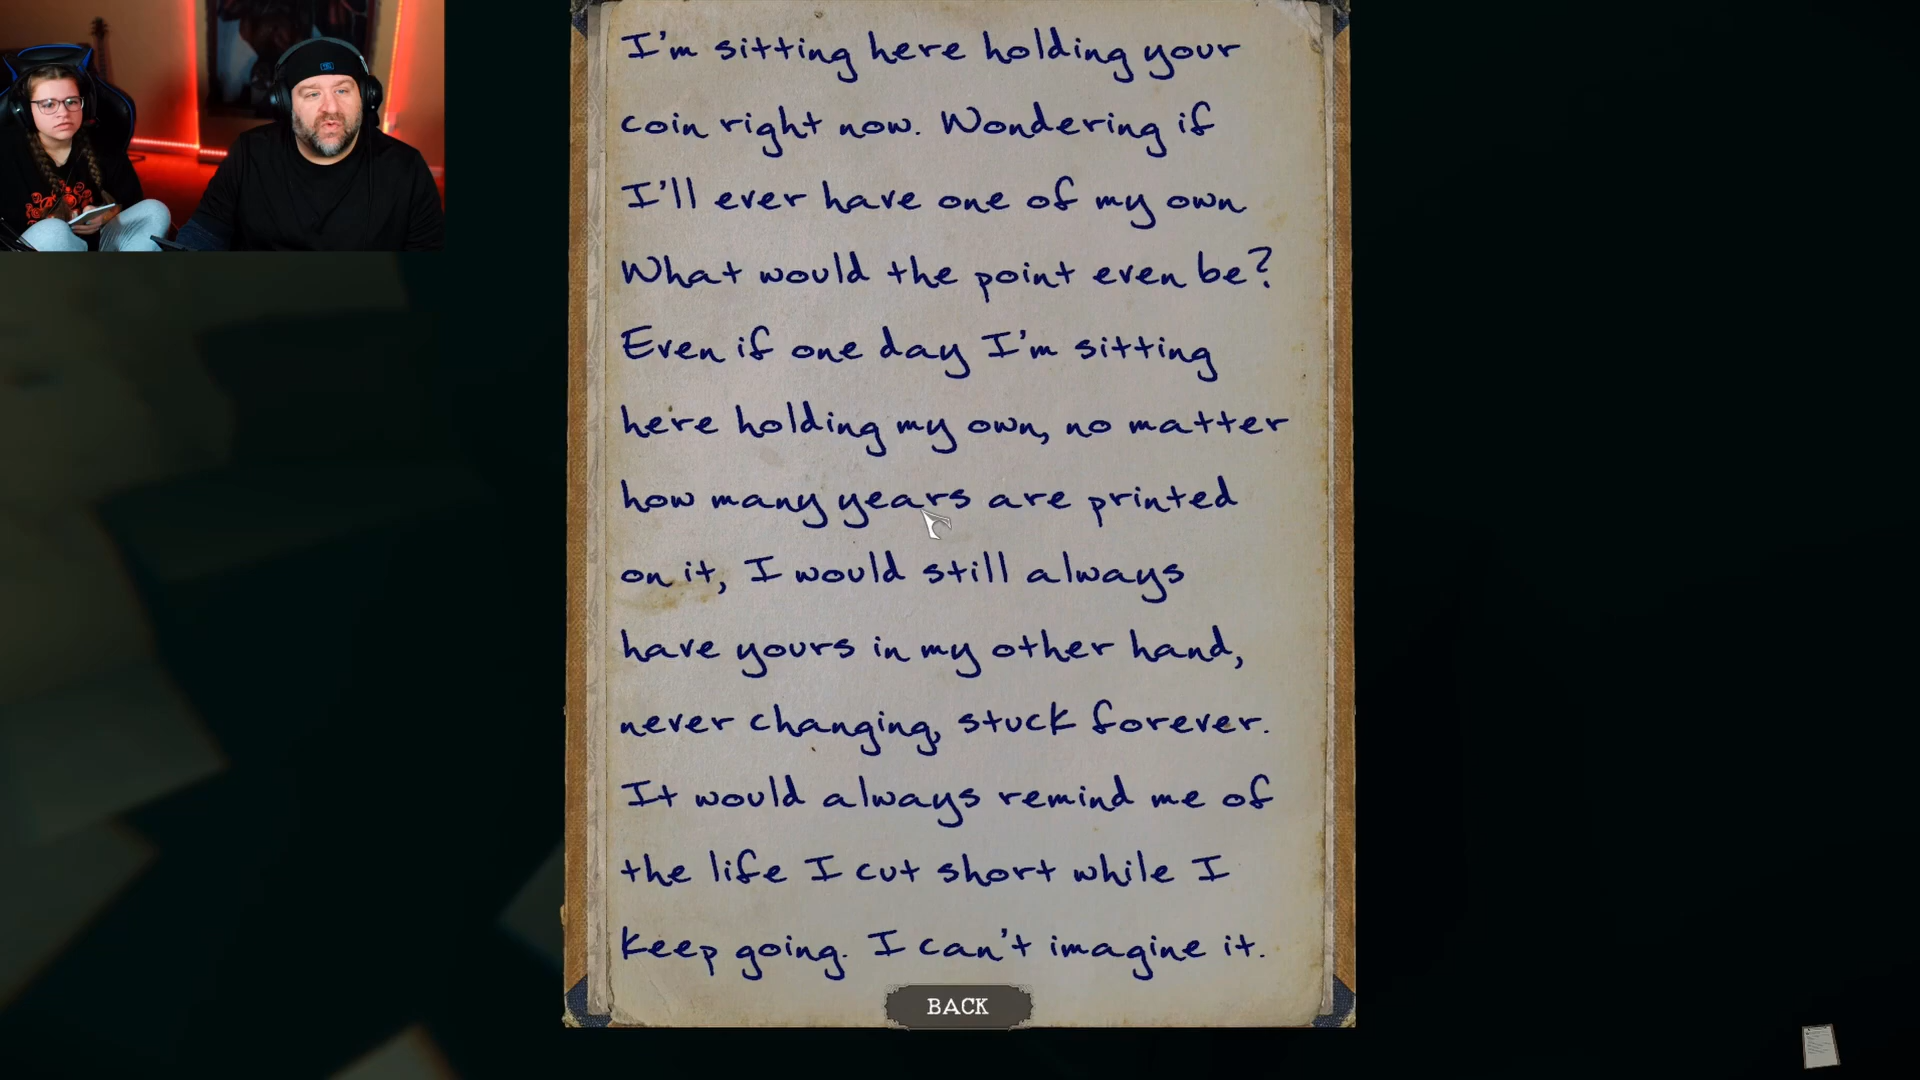 I'm sitting here holding your
coin right now. Wondering if
I'll ever have one of my own
What would the point even be?
Even if one day I'm sitting
here holding my own, no matter
how many years are printed
on it, I would still always
have yours in my other hand,
never changing, stuck forever.
It would always remind me of
the life I cut short while I
keep going. I can't imagine it.
BACK